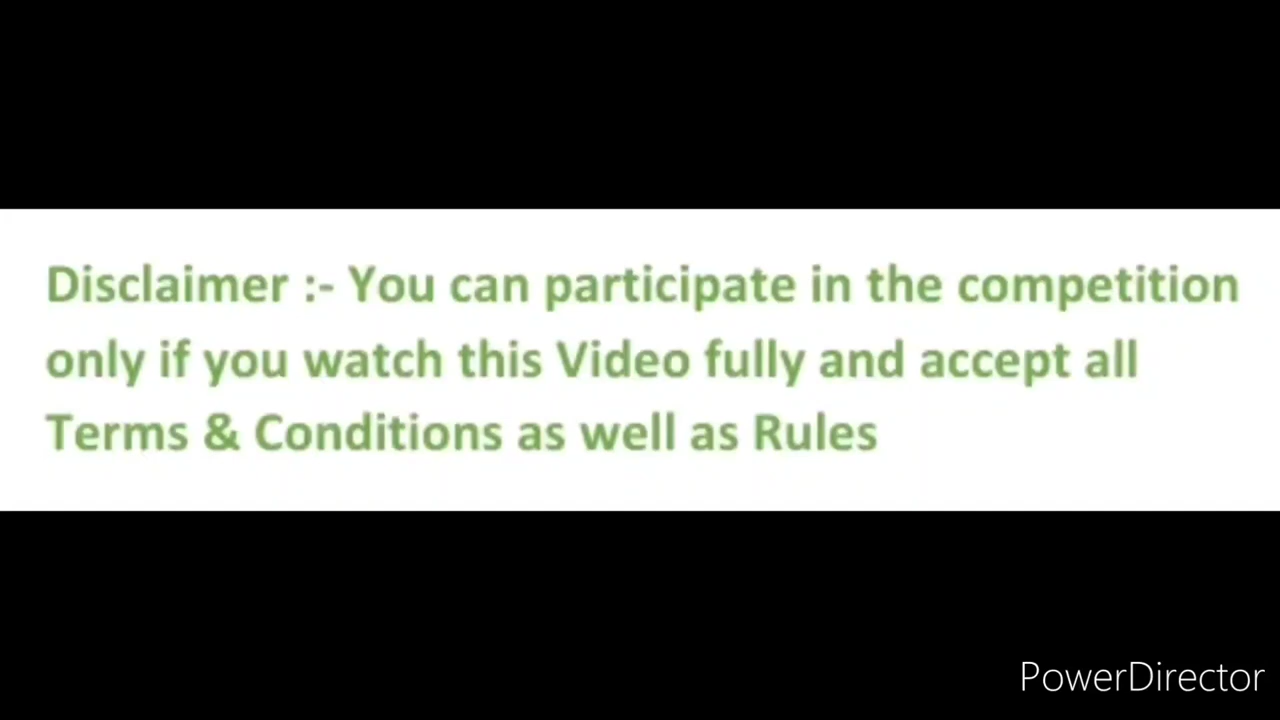 Disclaimer :- You can participate in the competition
only if you watch this Video fully and accept all
Terms & Conditions as well as Rules
PowerDirector